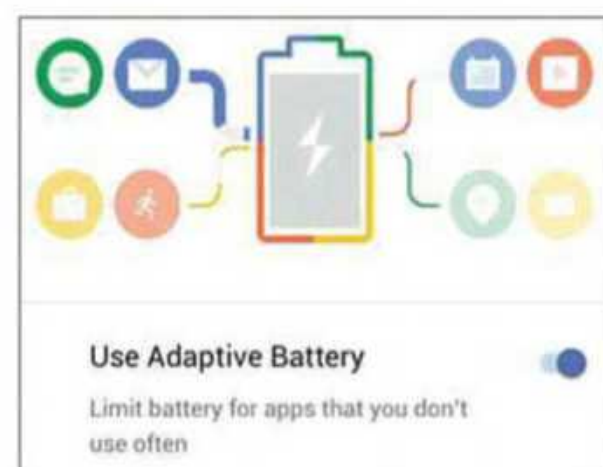 Use Adaptive Battery
Limit battery for apps that you don't
use often